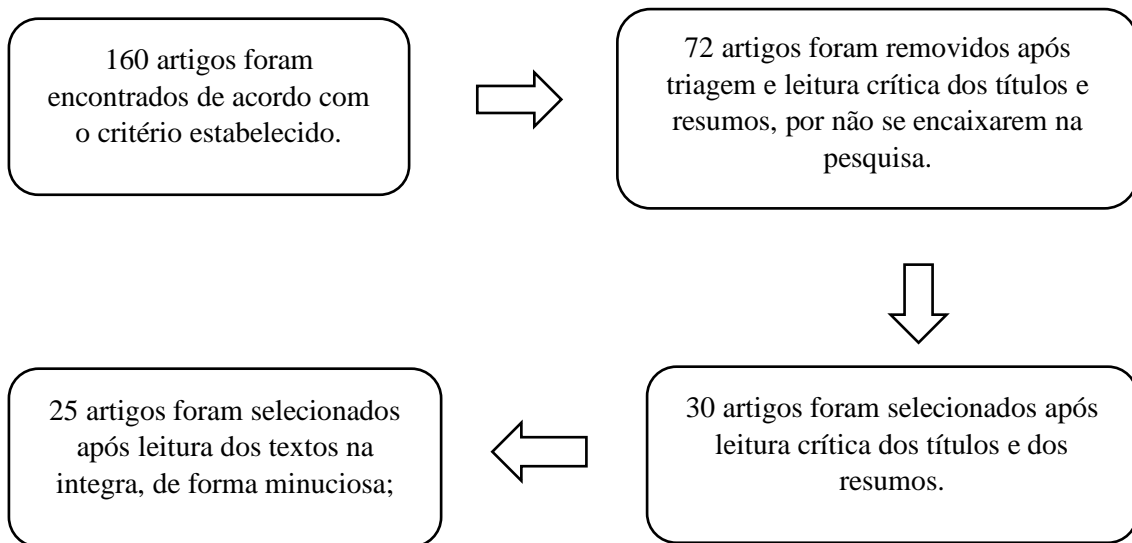 160 artigos foram
encontrados de acordo com
o critério estabelecido.
72 artigos foram removidos após
triagem e leitura crítica dos títulos e
resumos, por não se encaixarem na
pesquisa.
30 artigos foram selecionados após
leitura crítica dos títulos e dos
resumos.
25 artigos foram selecionados
após leitura dos textos na
integra, de forma minuciosa;